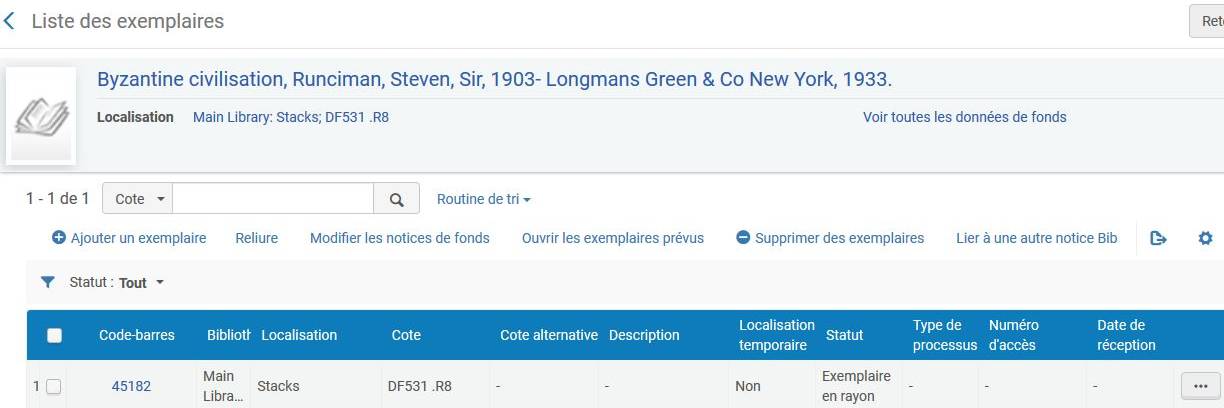 Liste des exemplaires
Byzantine civilisation, Runciman, Steven, Sir, 1903- Longmans Green & Co New York, 1933.
Localisation Main Library: Stacks; DF531 .R8 Voir toutes les données de fonds
1 - 1 de 1 Cote Routine de tri
Ajouter un exemplaire Reliure Modifier les notices de fonds Ouvrir les exemplaires prévus Supprimer des exemplaires Lier à une autre notice Bib
Statut : Tout
Code-barres Localisation Cote Cote alternative Description Localisation temporaire Statut Type de processus Numéro d'accès Date de réception
1 45182 Main Libra... Stacks DF531 .R8 - - Non Exemplaire en rayon - - -